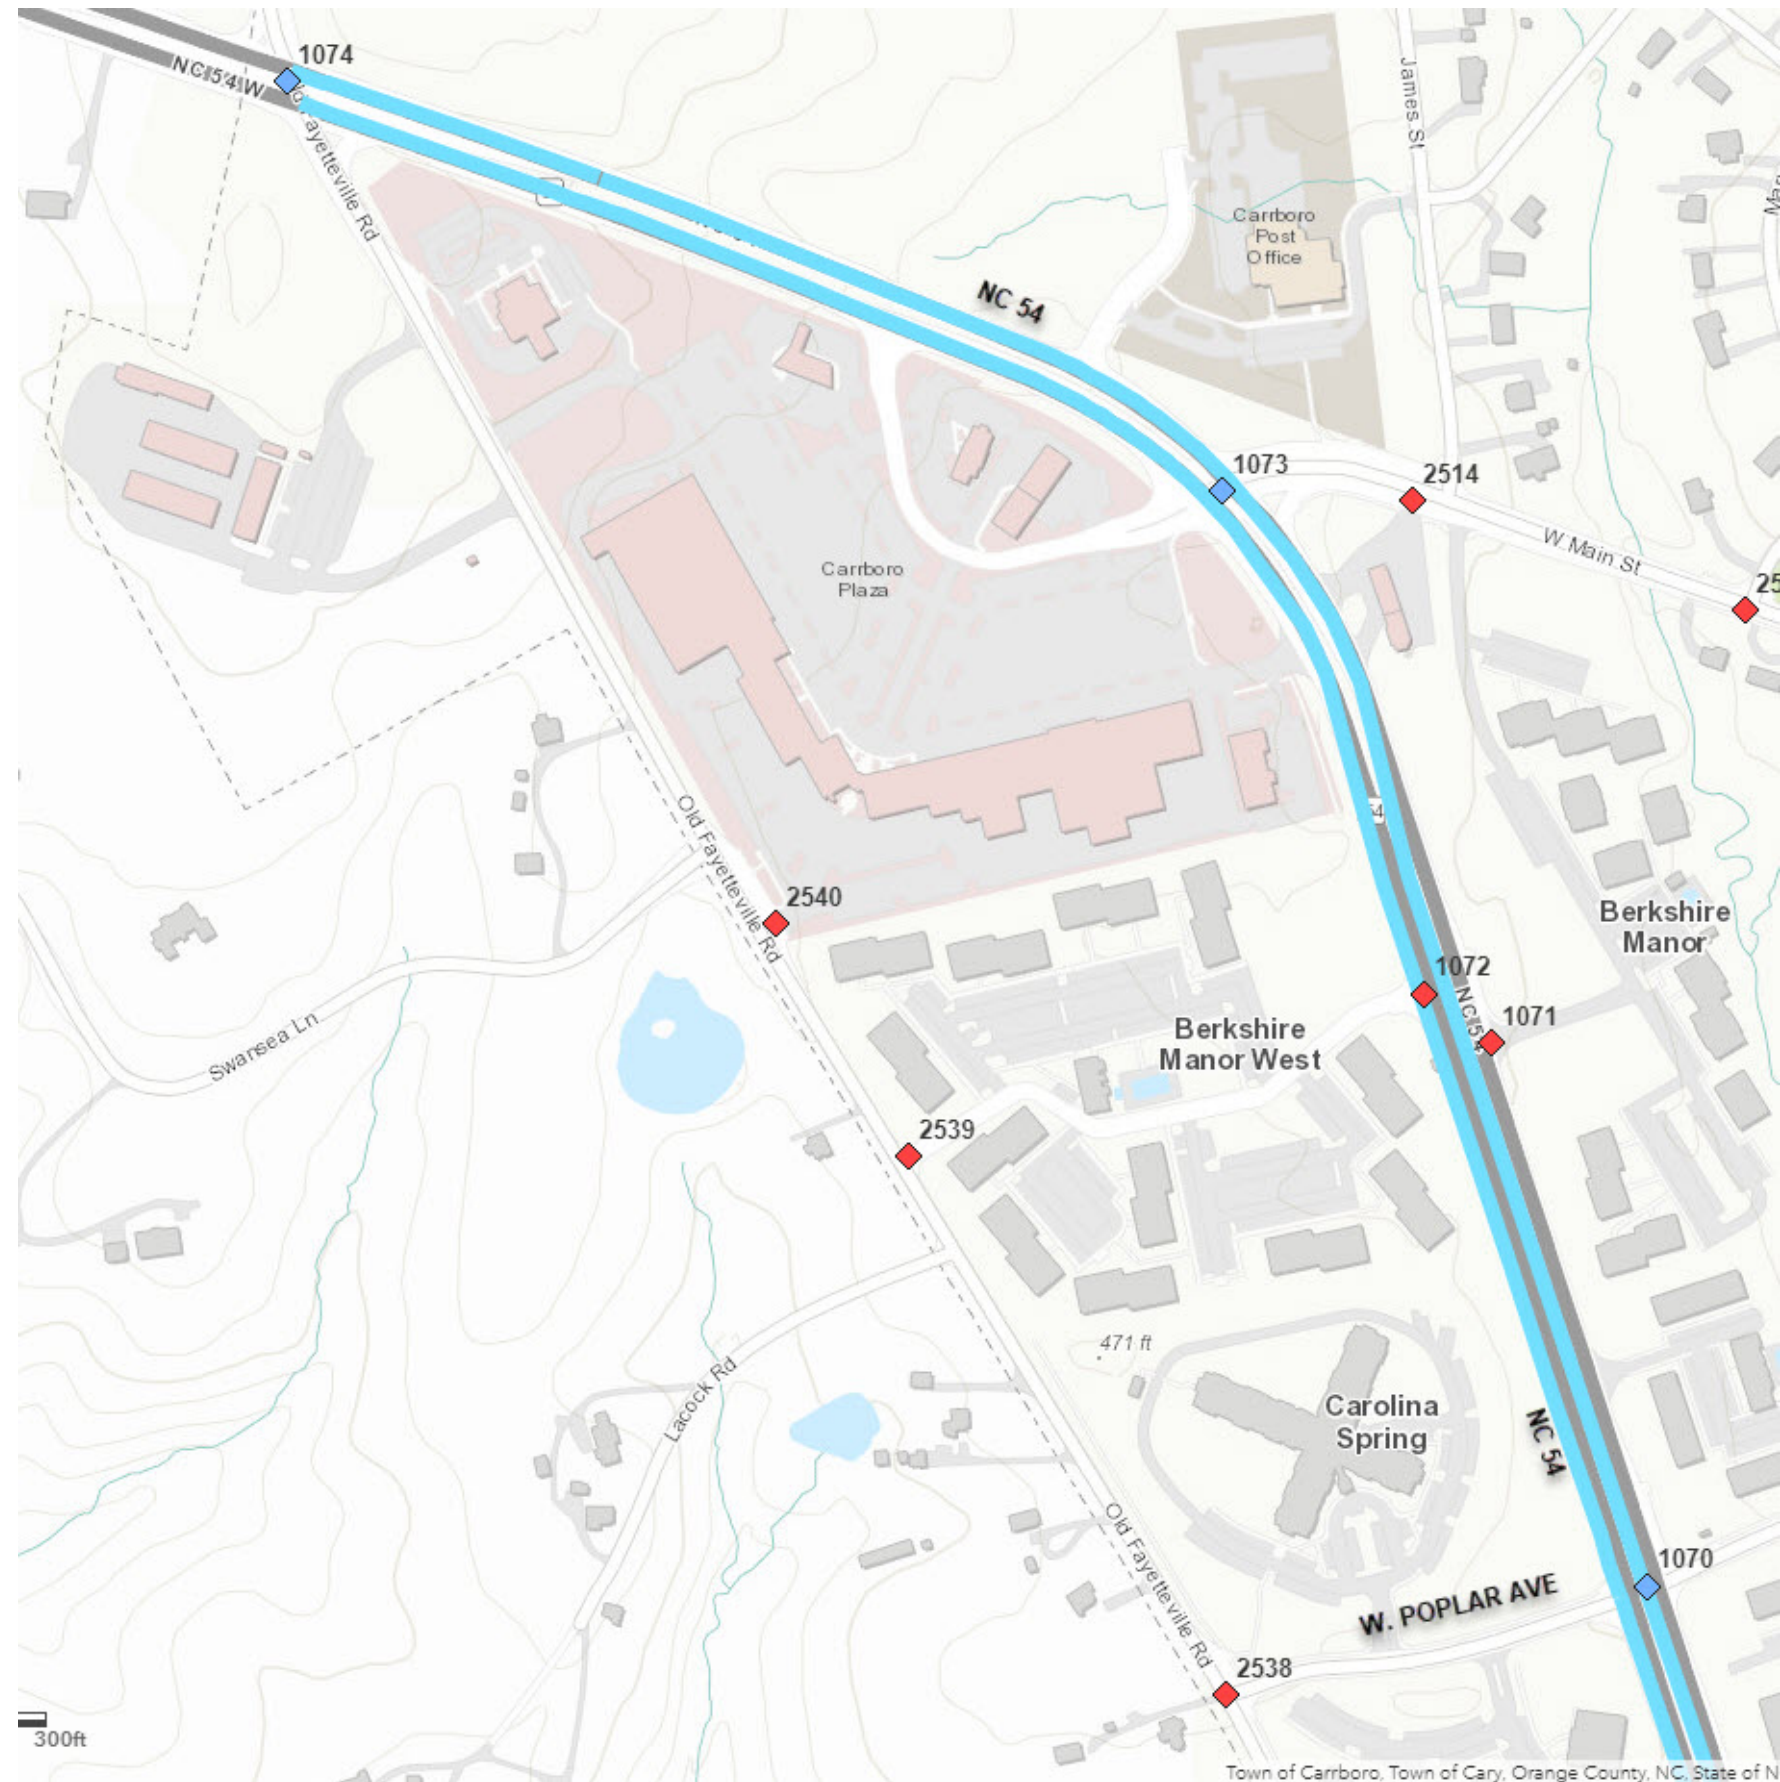 1074
NC 54 W
Fayetteville Rd
James St
Carrboro
Post
Office
NC 54
1073
2514
W Main St
Carrboro
Plaza
Old Fayetteville Rd
2540
Berkshire
Manor
1072
NC 54
1071
Swansea Ln
Berkshire
Manor West
2539
471 ft
Lacock Rd
Carolina
Spring
NC 54
Old Fayetteville Rd
1070
W. POPLAR AVE
2538
300ft
Town of Carrboro, Town of Cary, Orange County, NC, State of N